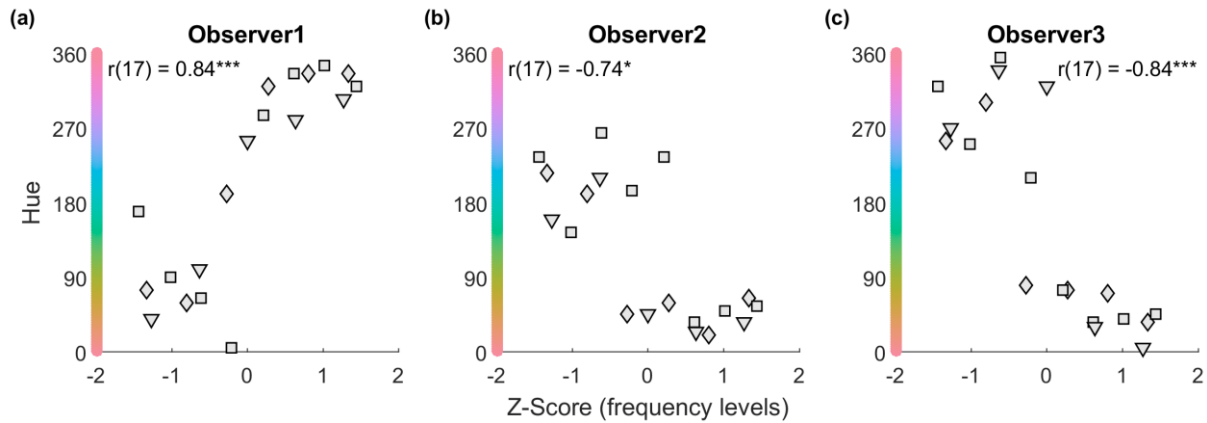 (a)
Observer1
r(17) = 0.84***
Hue
360
270
180
90
0
-2
-1
0
1
2
(b)
Observer2
r(17) = -0.74*
360
270
180
90
0
-2
-1
0
1
2
Z-Score (frequency levels)
(c)
Observer3
r(17) = -0.84***
360
270
180
90
0
-2
-1
0
1
2